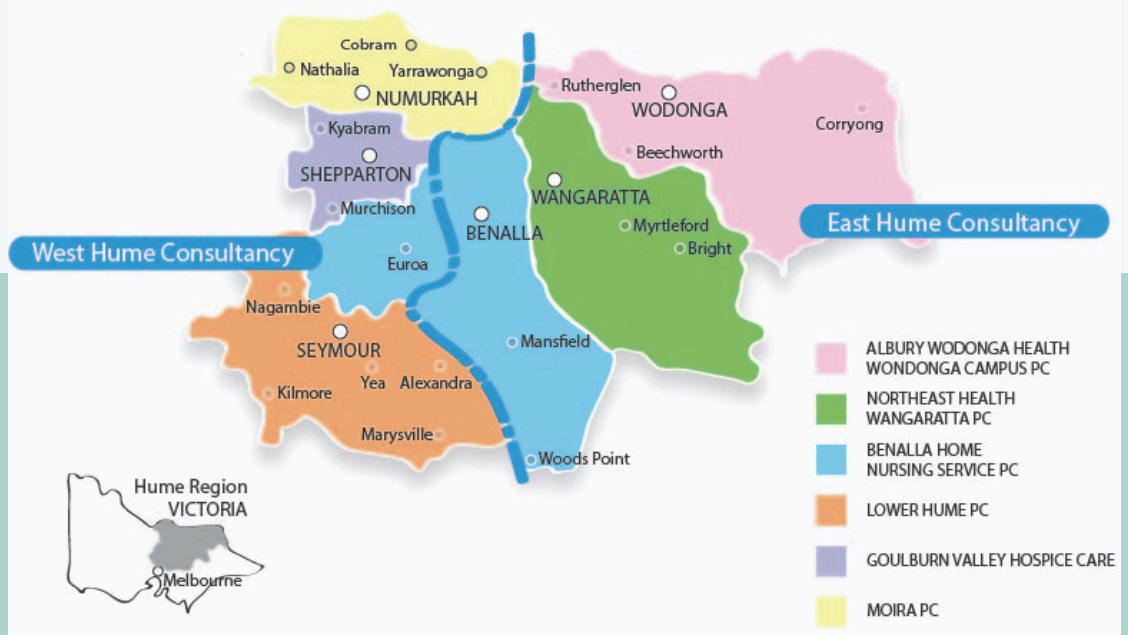 Cobram
Nathalia
Yarrawonga
NUMURKAH
Rutherglen
WODONGA
Corryong
Kyabram
Beechworth
SHEPPARTON
WANGARATTA
Murchison
Myrtleford
East Hume Consultancy
BENALLA
Bright
West Hume Consultancy
Euroa
Nagambie
SEYMOUR
Mansfield
Yea
Alexandra
Kilmore
Marysville
Woods Point
ALBURY WODONGA HEALTH
WONDONGA CAMPUS PC
NORTHEAST HEALTH
WANGARATTA PC
BENALLA HOME
NURSING SERVICE PC
LOWER HUME PC
GOULBURN VALLEY HOSPICE CARE
MOIRA PC
Hume Region
VICTORIA
Melbourne